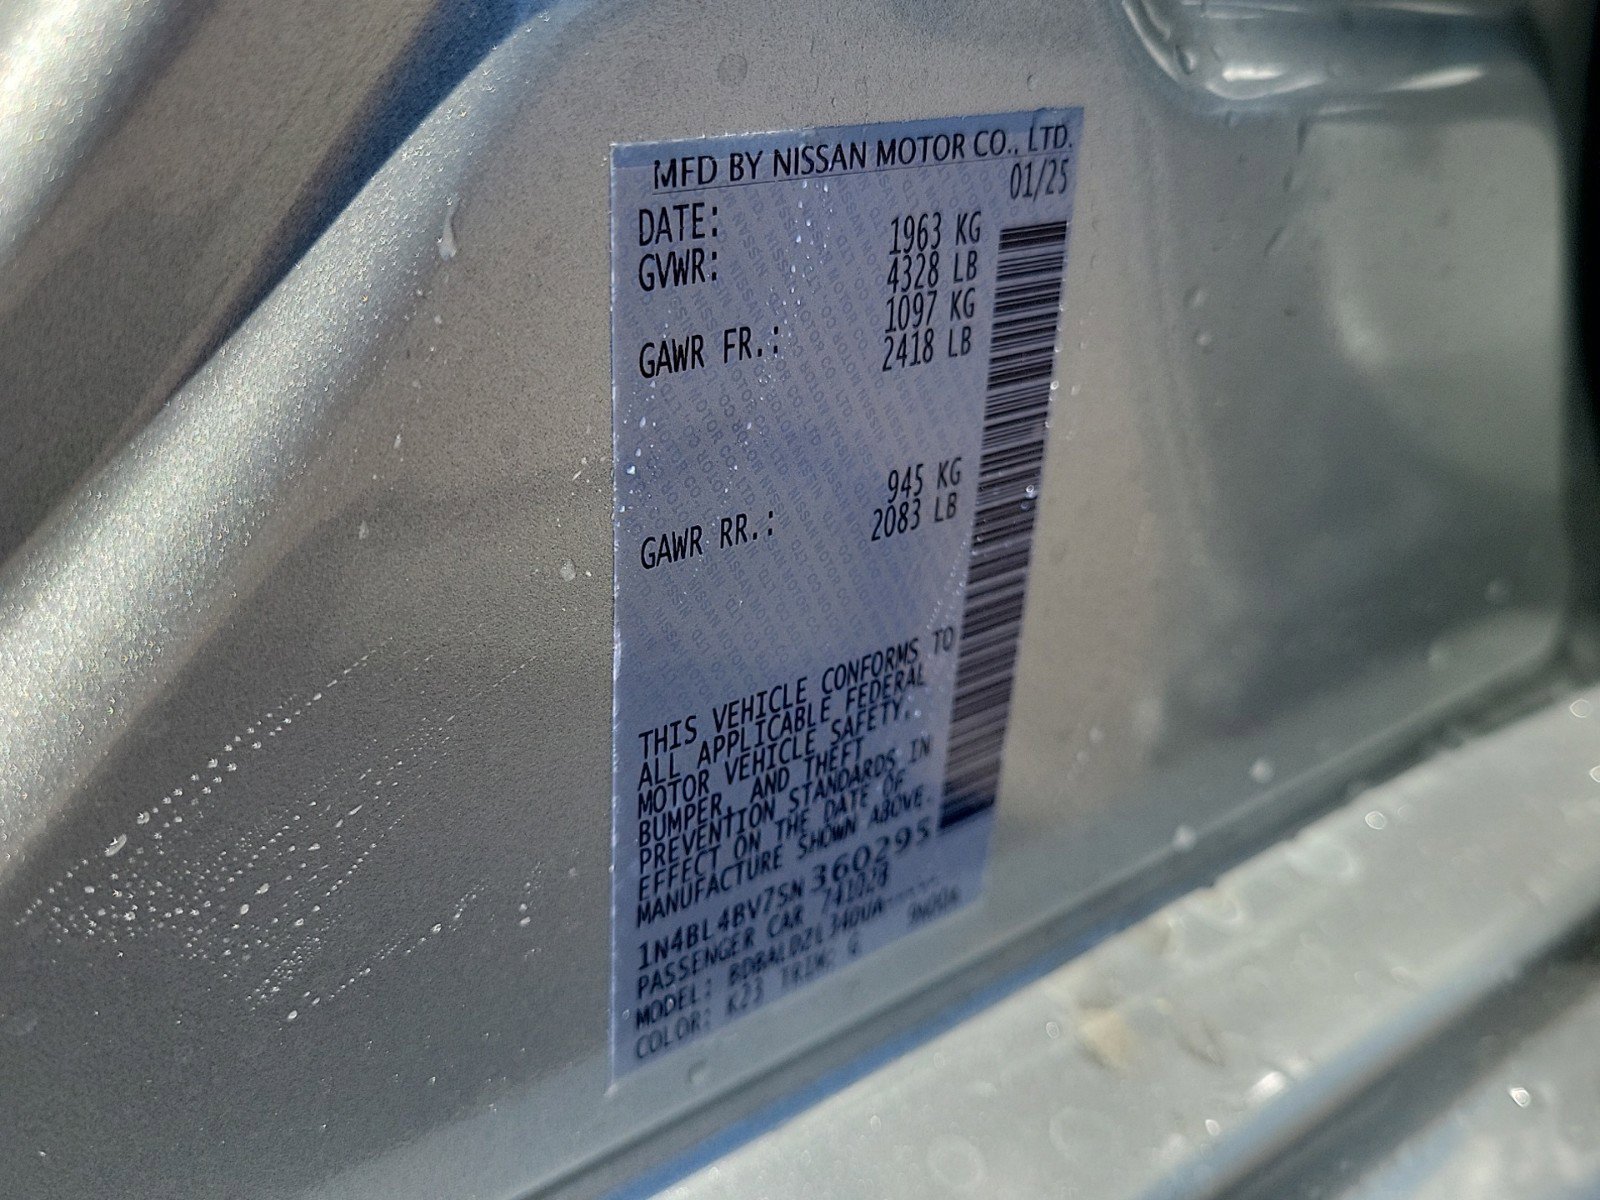 MFD BY NISSAN MOTOR CO., LTD.
DATE: 01/25
GVWR: 1963 KG
4328 LB
GAWR FR.: 1097 KG
2418 LB
GAWR RR.: 945 KG
2083 LB
THIS VEHICLE CONFORMS TO
ALL APPLICABLE FEDERAL
MOTOR VEHICLE SAFETY,
BUMPER, AND THEFT
PREVENTION STANDARDS IN
EFFECT ON THE DATE OF
MANUFACTURE SHOWN ABOVE.
1N4BL4BV7SN360295
PASSENGER CAR
MODEL:
COLOR: K23 TRIM: G